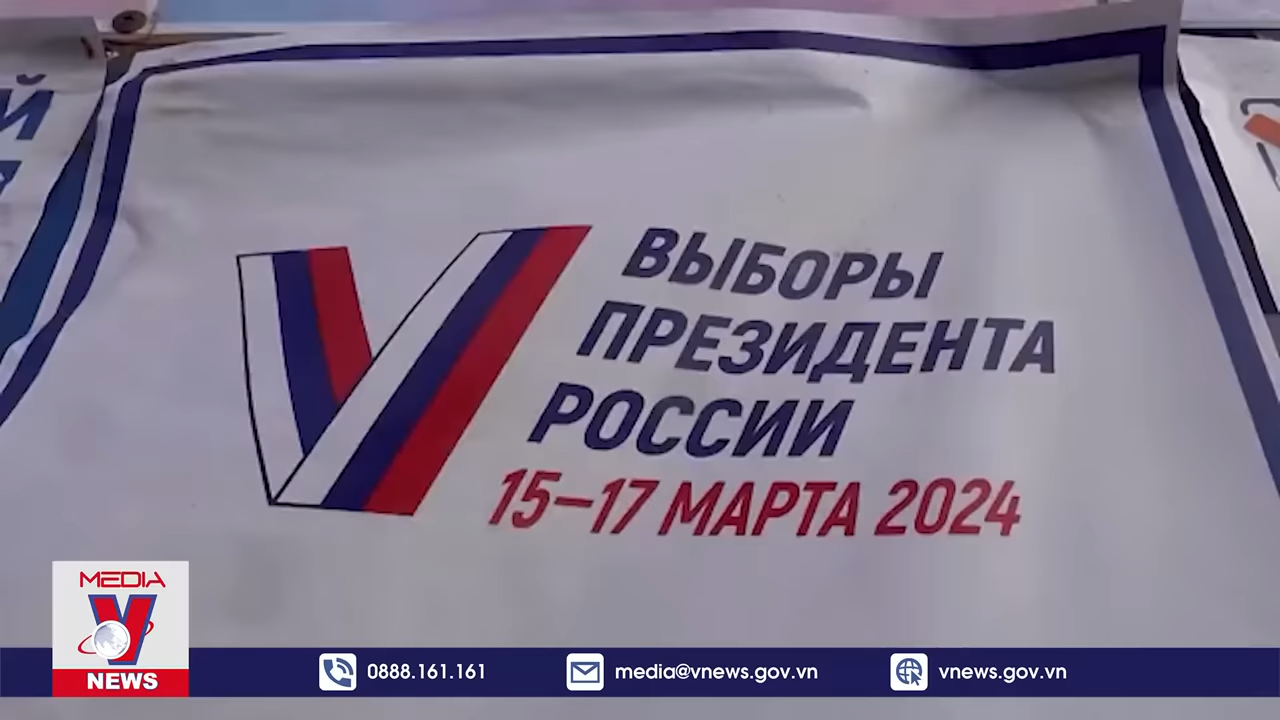 ВЫБОРЫ
ПРЕЗИДЕНТА
РОССИИ
15–17 МАРТА 2024
MEDIA
V
NEWS
0888.161.161
media@vnews.gov.vn
vnews.gov.vn